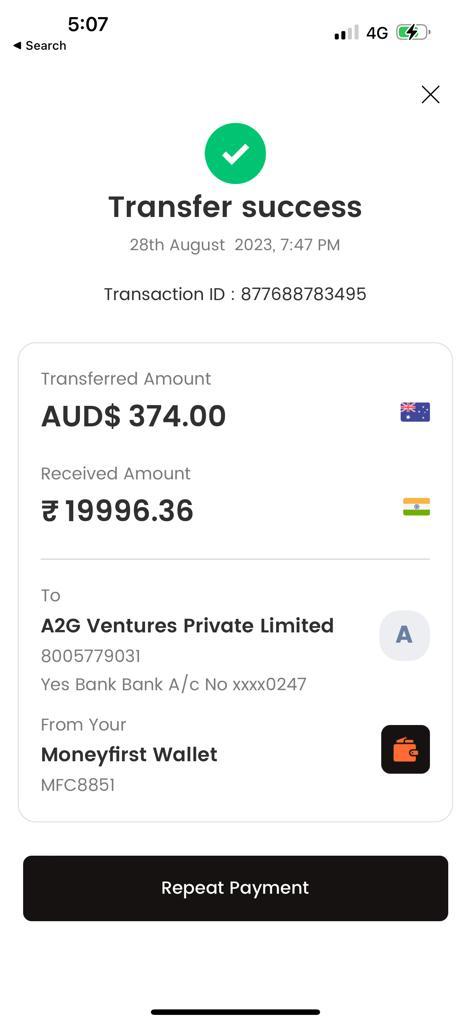 5:07
4G
◀ Search
Transfer success
28th August 2023, 7:47 PM
Transaction ID : 877688783495
Transferred Amount
AUD$ 374.00
Received Amount
₹ 19996.36
To
A2G Ventures Private Limited
A
8005779031
Yes Bank Bank A/c No xxxx0247
From Your
Moneyfirst Wallet
MFC8851
Repeat Payment